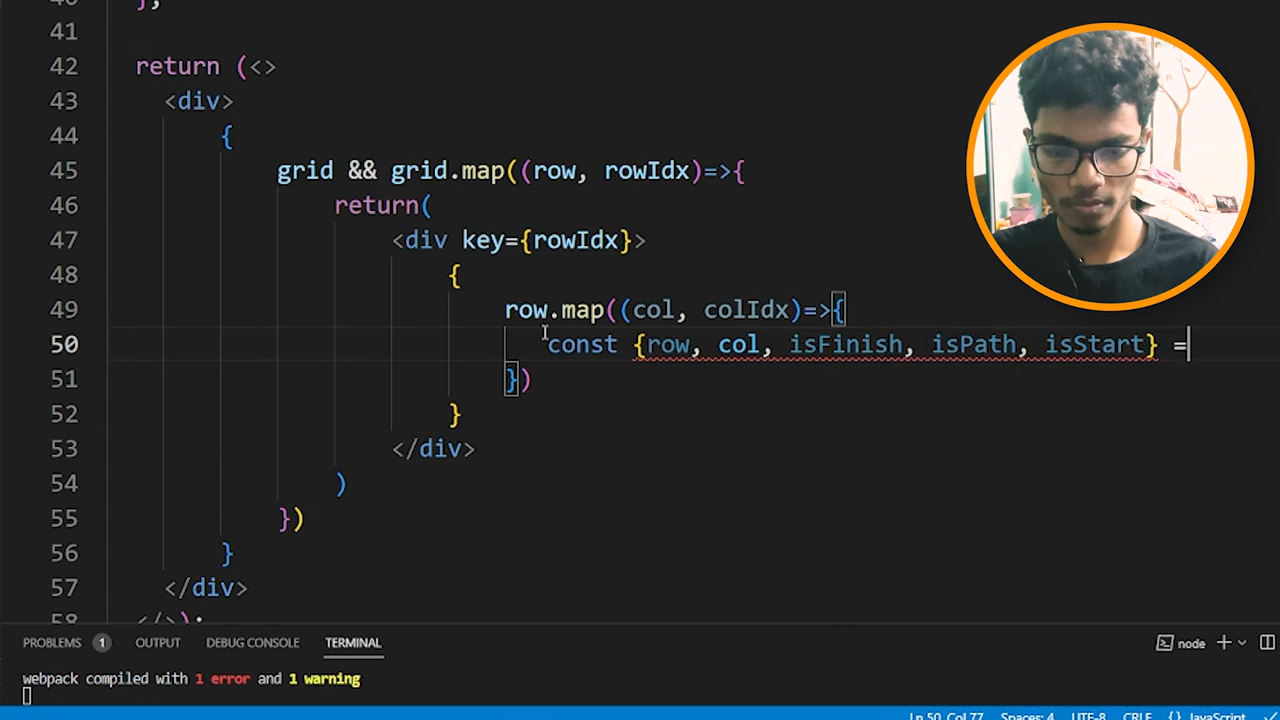 40 };
41
42 return (<>
43 <div>
44 {
45 grid && grid.map((row, rowIdx)=>{
46 return(
47 <div key={rowIdx}>
48 {
49 row.map((col, colIdx)=>{
50 const {row, col, isFinish, isPath, isStart} =
51 })
52 }
53 </div>
54 )
55 })
56 }
57 </div>
58 </>);
PROBLEMS 1 OUTPUT DEBUG CONSOLE TERMINAL node
webpack compiled with 1 error and 1 warning
Ln 50, Col 77 Spaces: 4 UTF-8 CRLF {} JavaScript